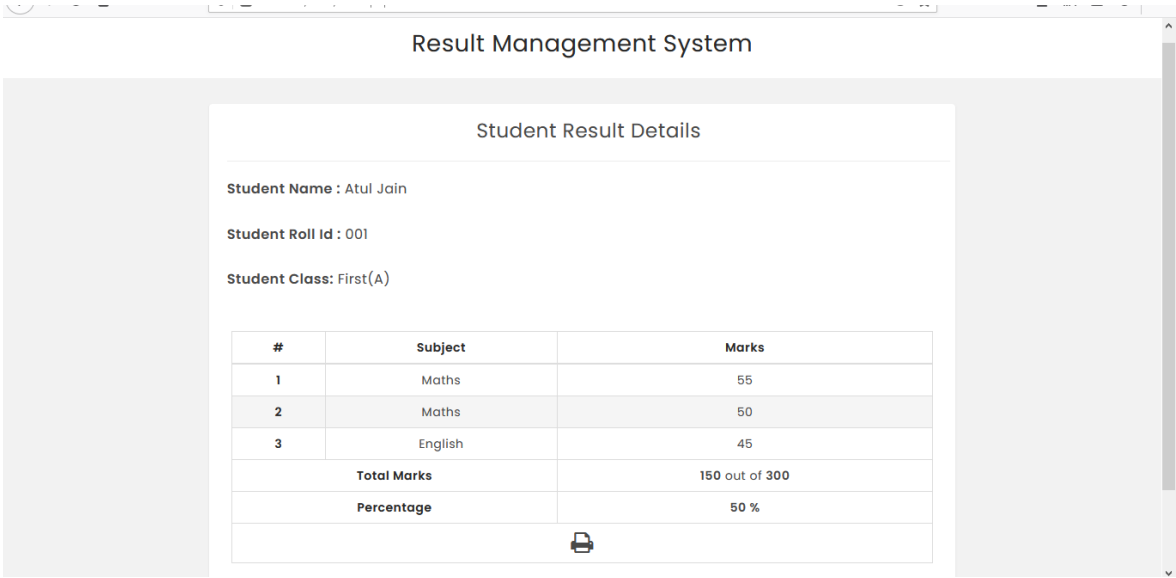 Result Management System
Student Result Details
Student Name : Atul Jain
Student Roll Id : 001
Student Class: First(A)
# Subject Marks
1 Maths 55
2 Maths 50
3 English 45
Total Marks 150 out of 300
Percentage 50 %